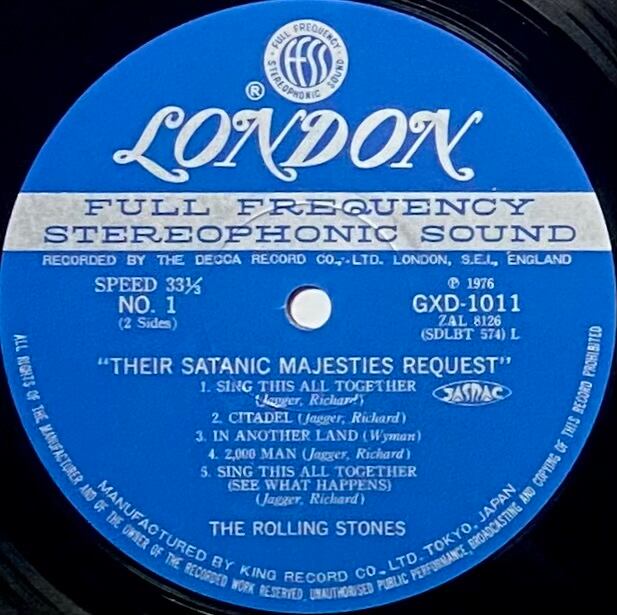 FULL FREQUENCY
ffss
STEREOPHONIC SOUND
®
LONDON
FULL FREQUENCY
STEREOPHONIC SOUND
RECORDED BY THE DECCA RECORD CO., LTD. LONDON, S.E.I., ENGLAND
SPEED 33⅓
NO. 1
(2 Sides)
℗ 1976
GXD-1011
ZAL 8126
(SDLBT 574) L
"THEIR SATANIC MAJESTIES REQUEST"
1. SING THIS ALL TOGETHER
(Jagger, Richard)
JASRAC
2. CITADEL (Jagger, Richard)
3. IN ANOTHER LAND (Wyman)
4. 2,000 MAN (Jagger, Richard)
5. SING THIS ALL TOGETHER
(SEE WHAT HAPPENS)
(Jagger, Richard)
THE ROLLING STONES
MANUFACTURED BY KING RECORD CO., LTD. TOKYO, JAPAN
ALL RIGHTS OF THE MANUFACTURER AND OF THE OWNER OF THE RECORDED WORK RESERVED. UNAUTHORISED PUBLIC PERFORMANCE, BROADCASTING AND COPYING OF THIS RECORD PROHIBITED